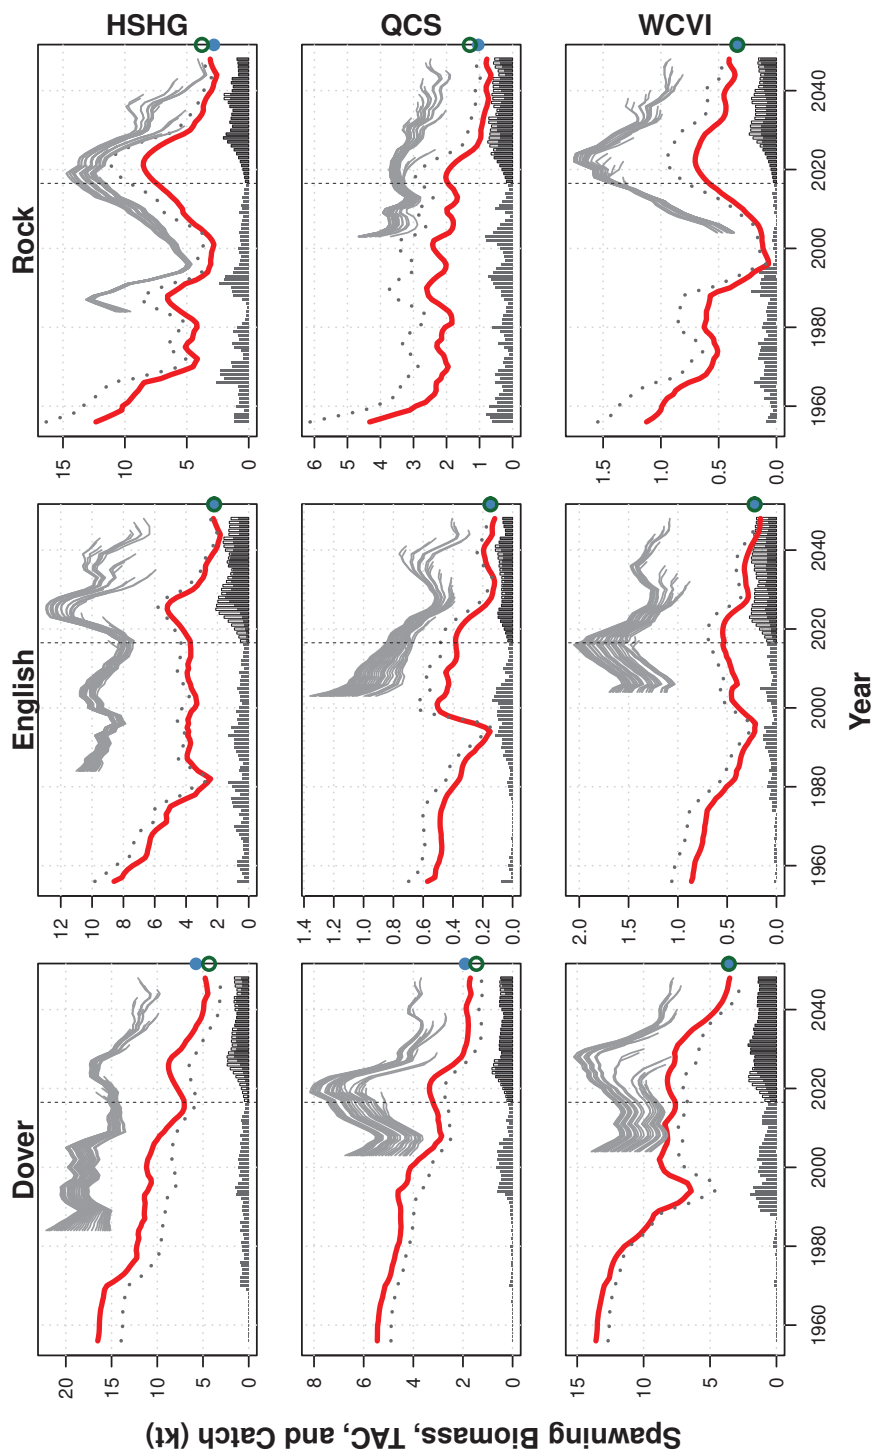 Dover English Rock
0 5 10 15 20
0 2 4 6 8 10 12
0 5 10 15
HSHG
0 2 4 6 8
0.0 0.2 0.4 0.6 0.8 1.0 1.2 1.4
0 1 2 3 4 5 6
QCS
0 5 10 15
0.0 0.5 1.0 1.5 2.0
0.0 0.5 1.0 1.5
WCVI
1960 1980 2000 2020 2040
1960 1980 2000 2020 2040
1960 1980 2000 2020 2040
Year
Spawning Biomass, TAC, and Catch (kt)